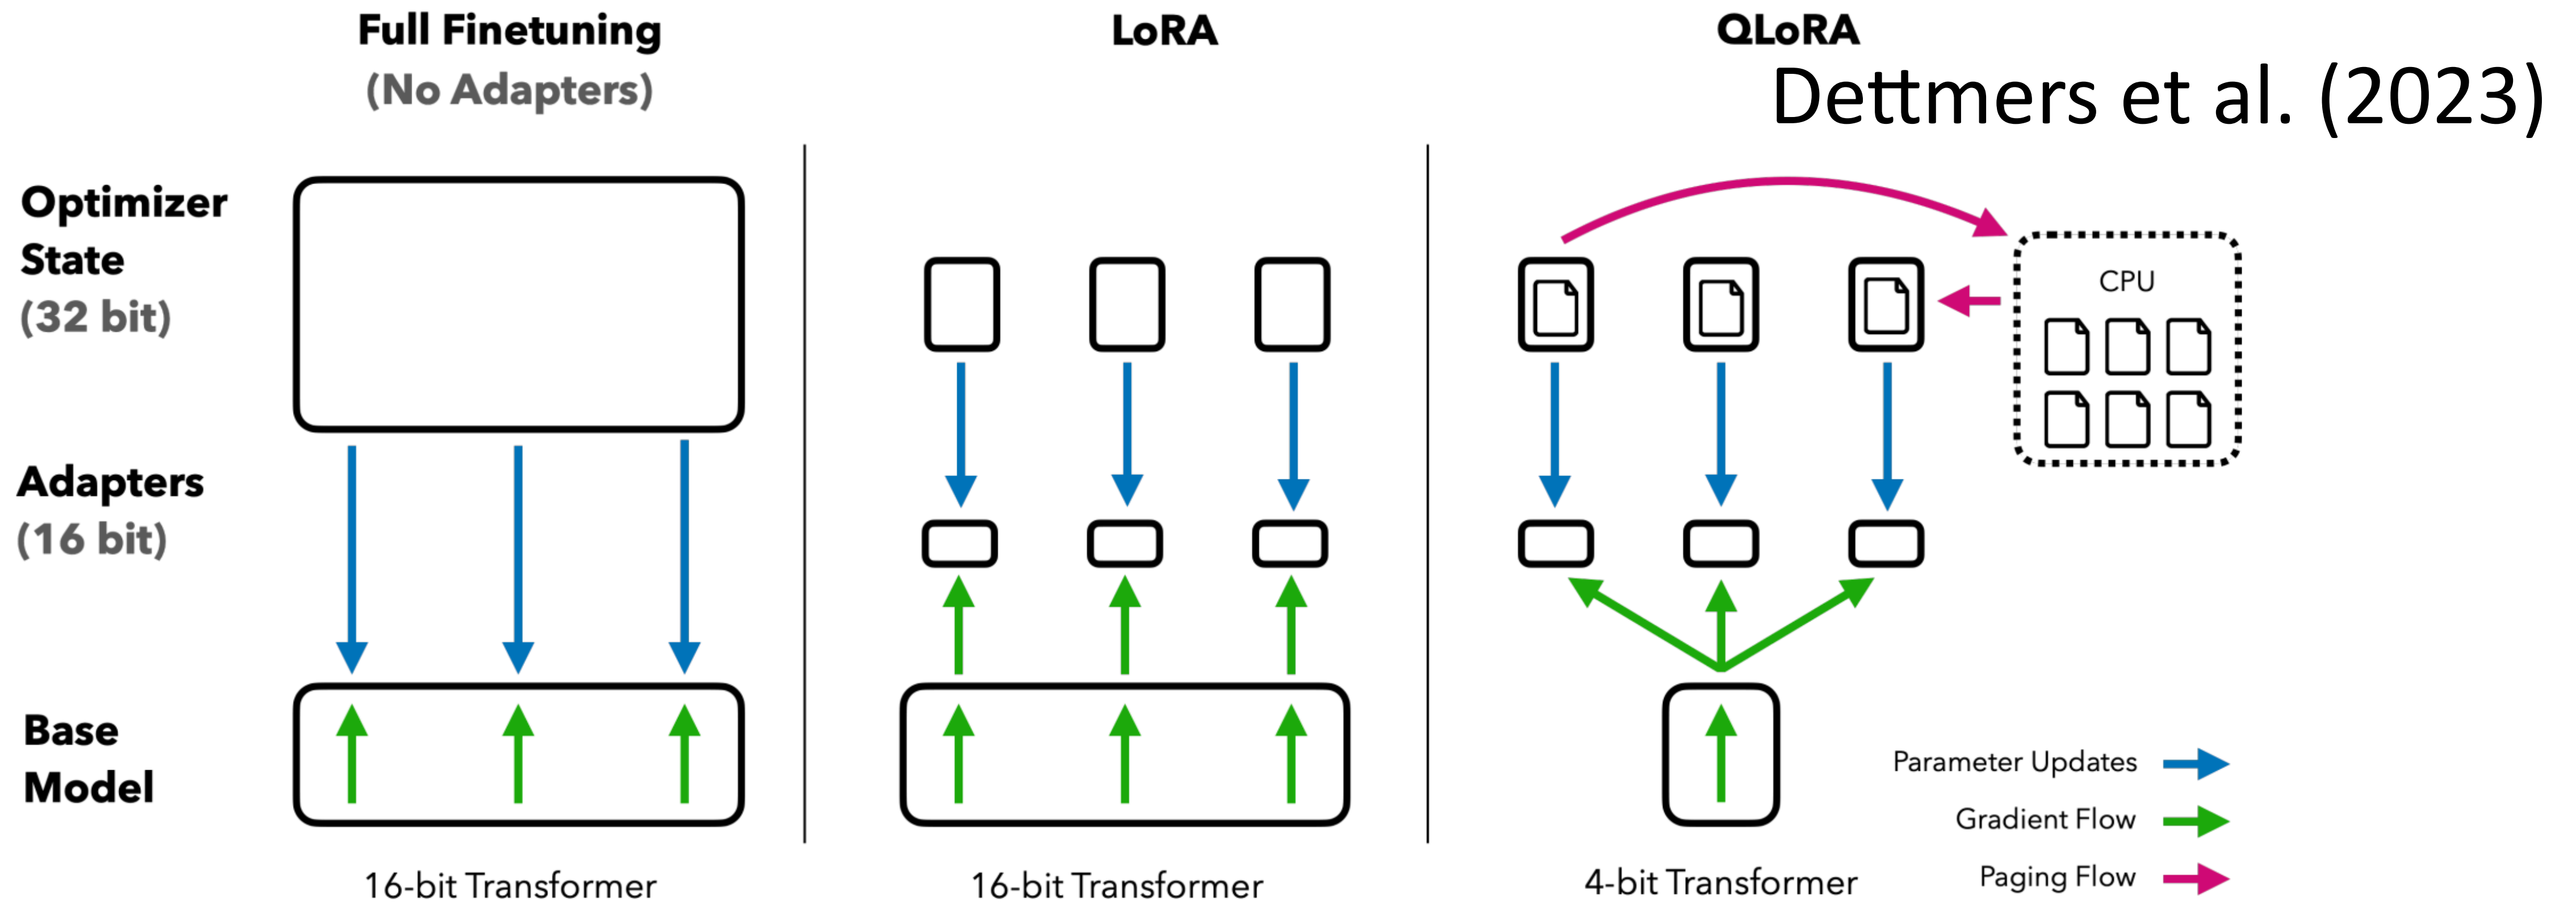 Full Finetuning
(No Adapters)
LoRA
QLoRA
Dettmers et al. (2023)
Optimizer
State
(32 bit)
CPU
Adapters
(16 bit)
Base
Model
Parameter Updates
Gradient Flow
Paging Flow
16-bit Transformer
16-bit Transformer
4-bit Transformer